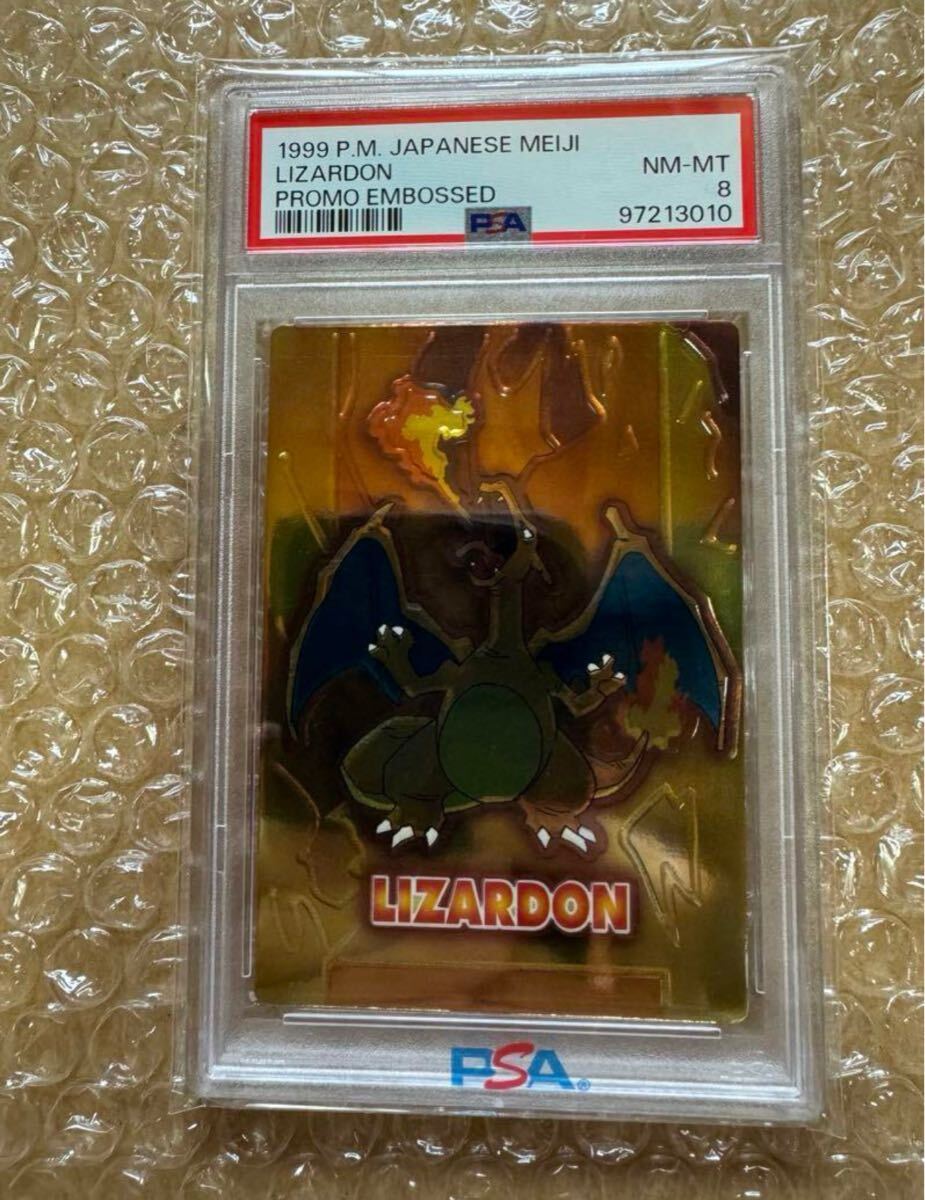 1999 P.M. JAPANESE MEIJI
LIZARDON
PROMO EMBOSSED
NM-MT
8
97213010
PSA
LIZARDON
PSA®